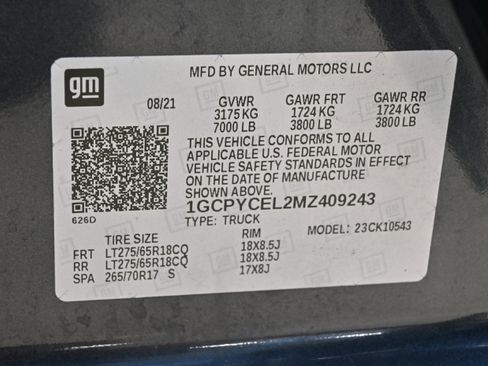 gm
MFD BY GENERAL MOTORS LLC
08/21 GVWR GAWR FRT GAWR RR
3175 KG 1724 KG 1724 KG
7000 LB 3800 LB 3800 LB
THIS VEHICLE CONFORMS TO ALL
APPLICABLE U.S. FEDERAL MOTOR
VEHICLE SAFETY STANDARDS IN EFFECT
ON THE DATE OF MANUFACTURE
SHOWN ABOVE.
1GCPYCEL2MZ409243
626D
TYPE: TRUCK MODEL: 23CK10543
TIRE SIZE RIM
FRT LT275/65R18CQ 18X8.5J
RR LT275/65R18CQ 18X8.5J
SPA 265/70R17 S 17X8J